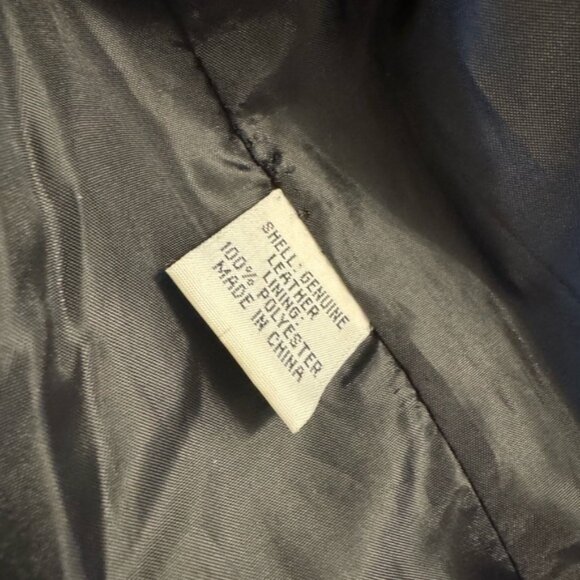 SHELL: GENUINE
LEATHER
LINING:
100% POLYESTER
MADE IN CHINA